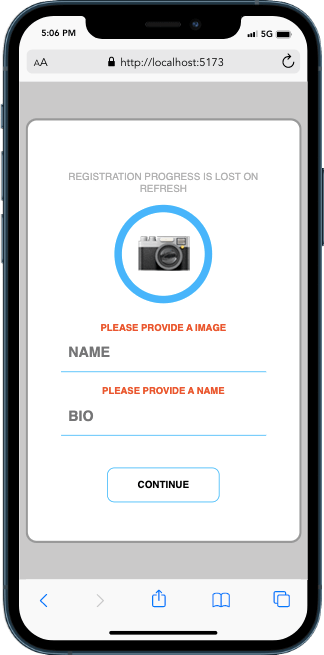 5:06 PM 5G
AA http://localhost:5173
REGISTRATION PROGRESS IS LOST ON
REFRESH
PLEASE PROVIDE A IMAGE
NAME
PLEASE PROVIDE A NAME
BIO
CONTINUE